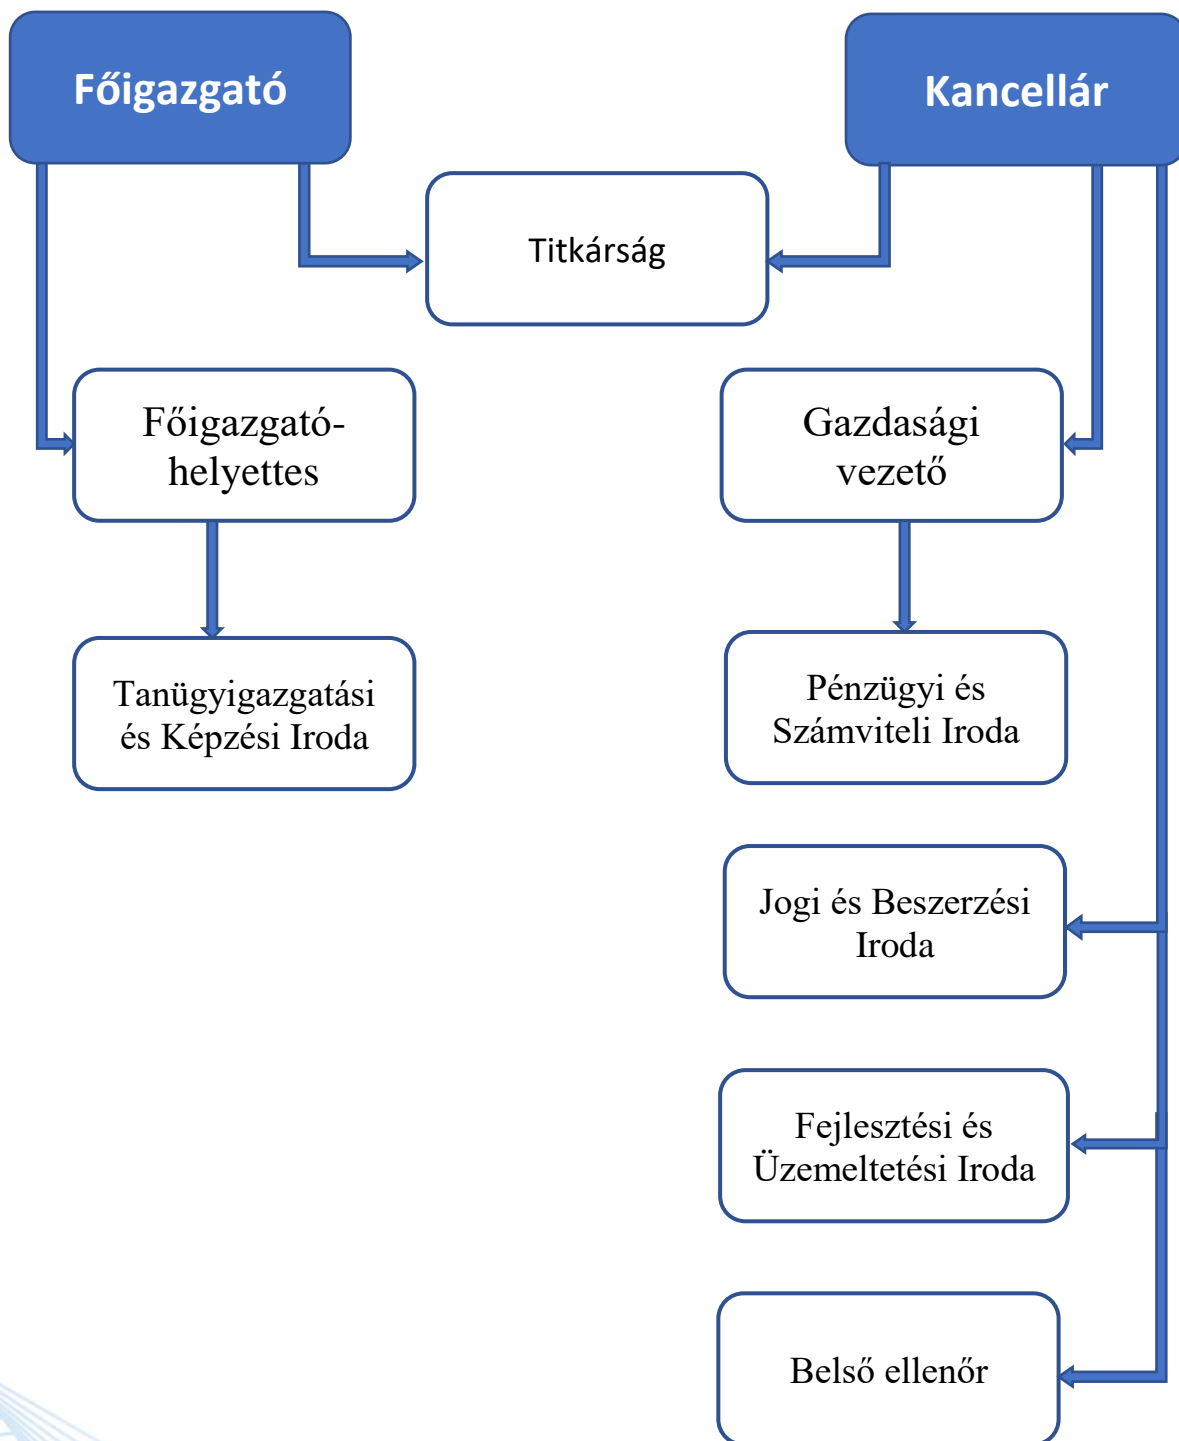 Főigazgató
Kancellár
Titkárság
Főigazgató-
helyettes
Gazdasági
vezető
Tanügyigazgatási
és Képzési Iroda
Pénzügyi és
Számviteli Iroda
Jogi és Beszerzési
Iroda
Fejlesztési és
Üzemeltetési Iroda
Belső ellenőr